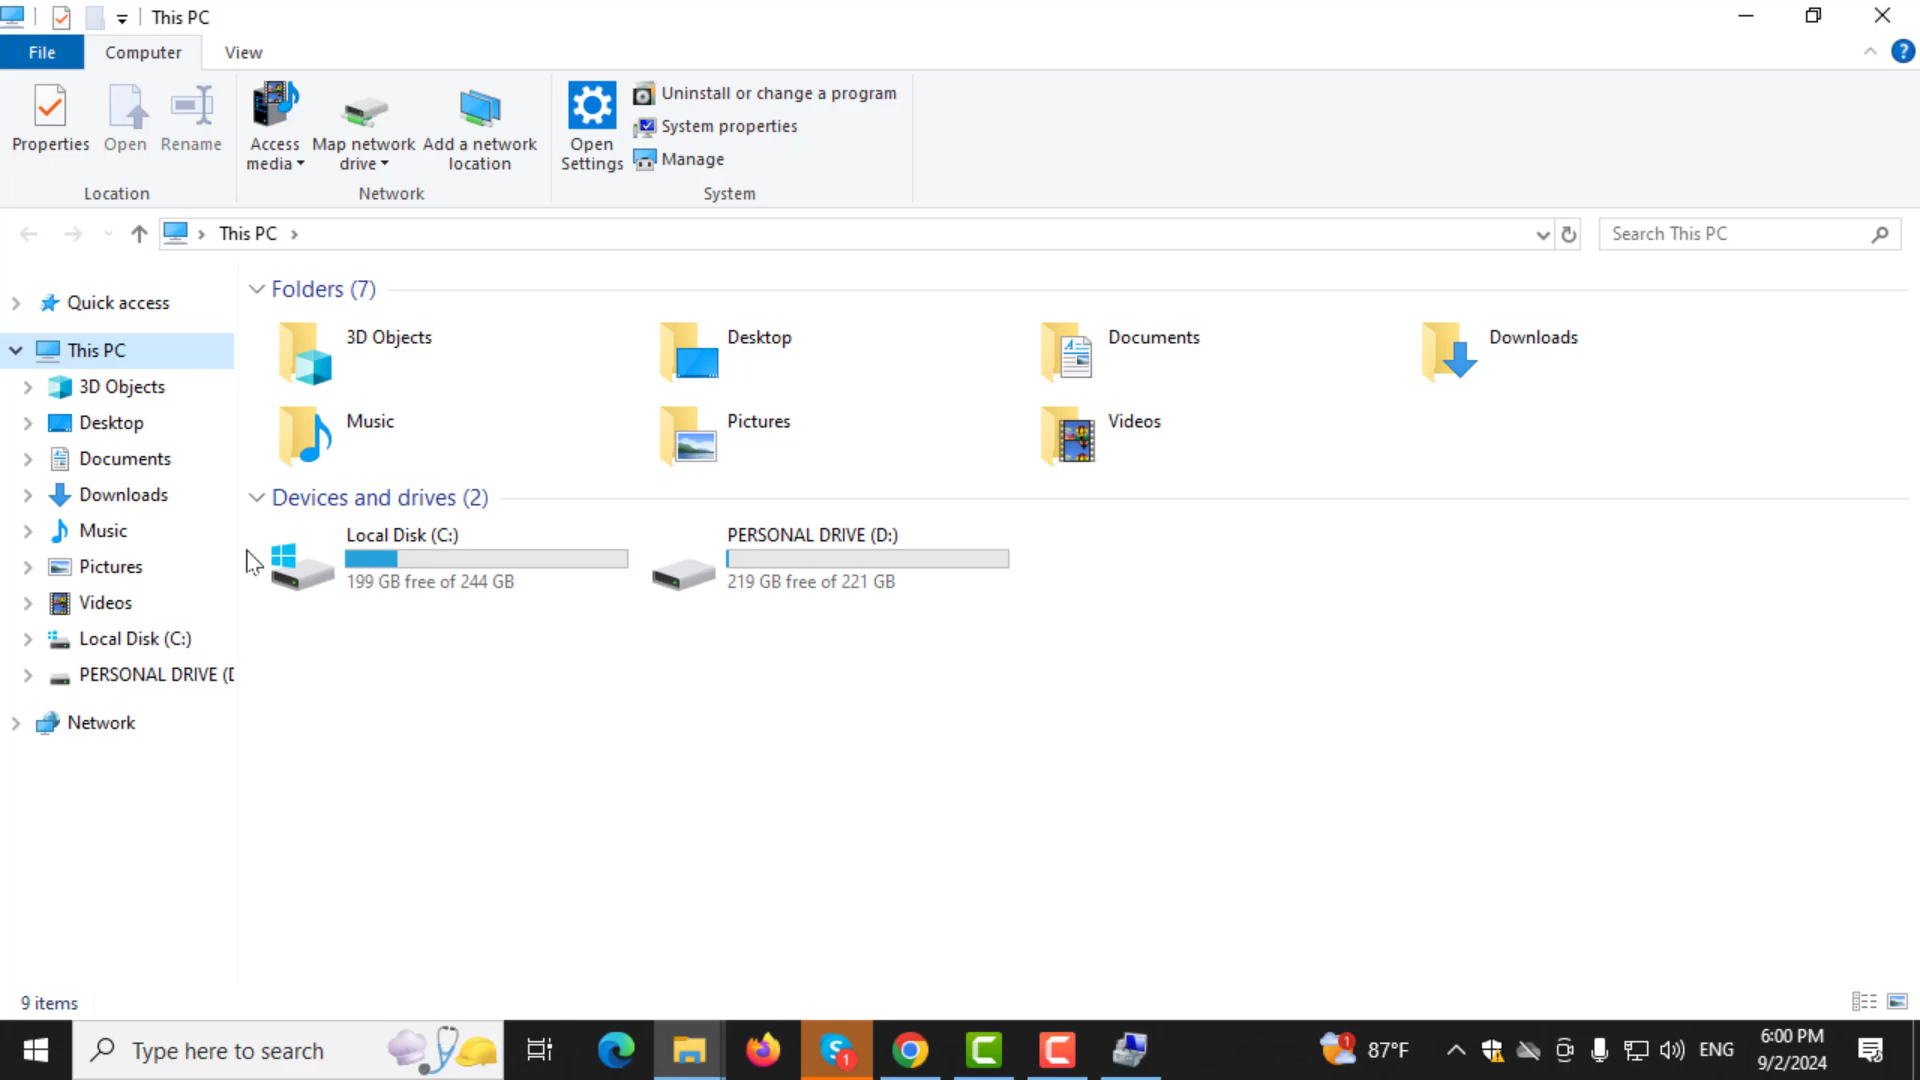 This PC
File
Computer
View
Properties
Open
Rename
Location
Access
media
Map network
drive
Add a network
location
Network
Open
Settings
Uninstall or change a program
System properties
Manage
System
This PC
Search This PC
Quick access
This PC
3D Objects
Desktop
Documents
Downloads
Music
Pictures
Videos
Local Disk (C:)
PERSONAL DRIVE (D
Network
Folders (7)
3D Objects
Desktop
Documents
Downloads
Music
Pictures
Videos
Devices and drives (2)
Local Disk (C:)
199 GB free of 244 GB
PERSONAL DRIVE (D:)
219 GB free of 221 GB
9 items
Type here to search
1
1
87°F
ENG
6:00 PM
9/2/2024